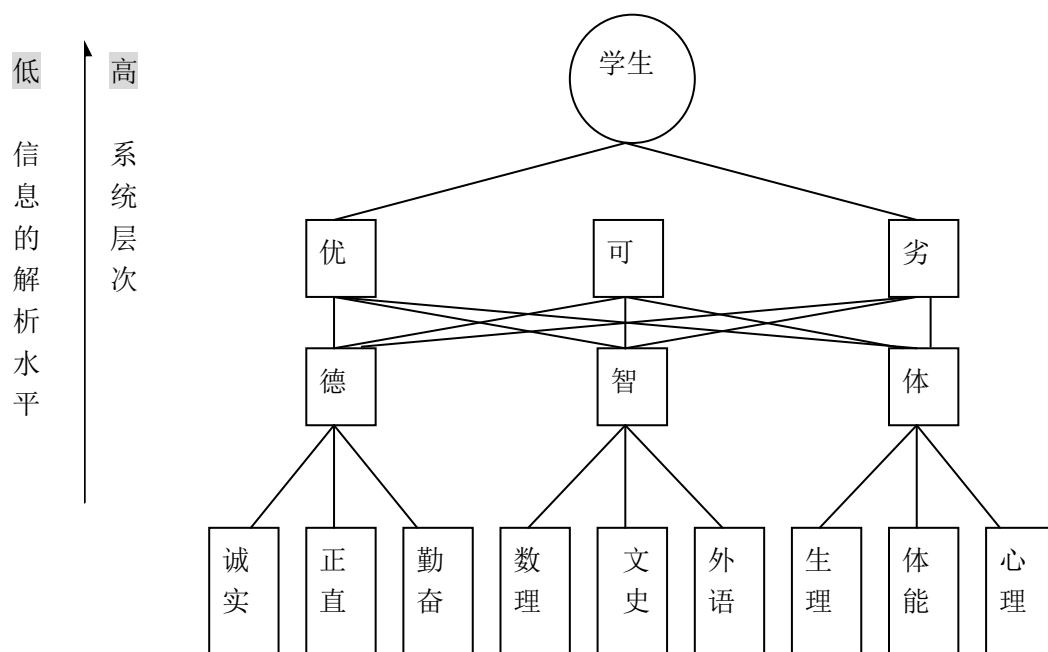 学生
低
信息的解析水平
高
系统层次
优
可
劣
德
智
体
诚实
正直
勤奋
数理
文史
外语
生理
体能
心理